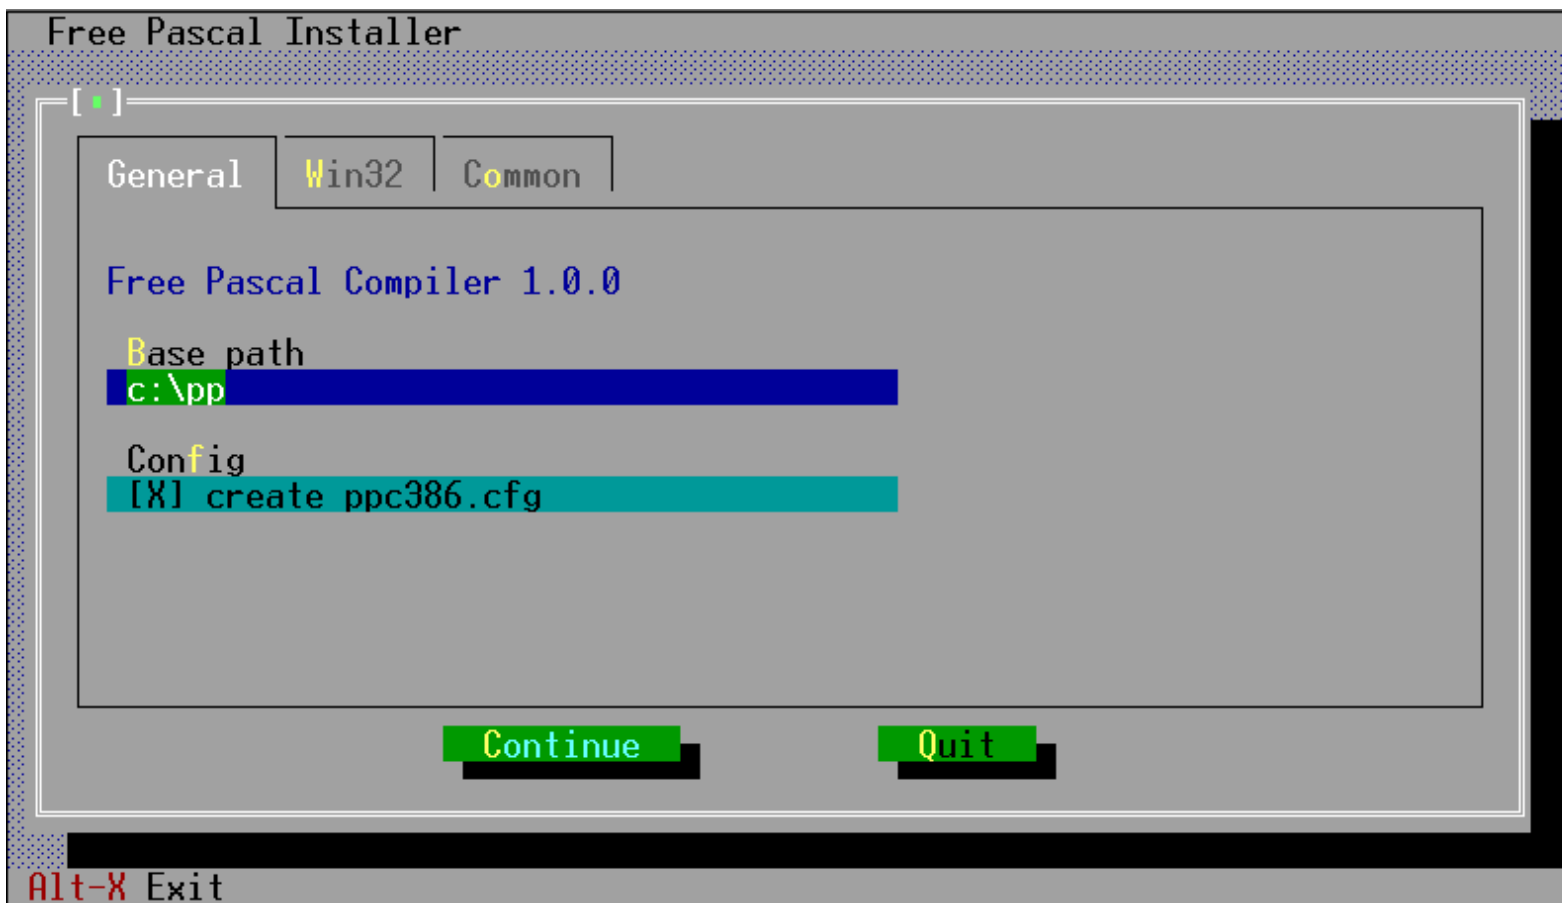 Free Pascal Installer
[▪]
General Win32 Common
Free Pascal Compiler 1.0.0
Base path
c:\pp
Config
[X] create ppc386.cfg
Continue Quit
Alt-X Exit